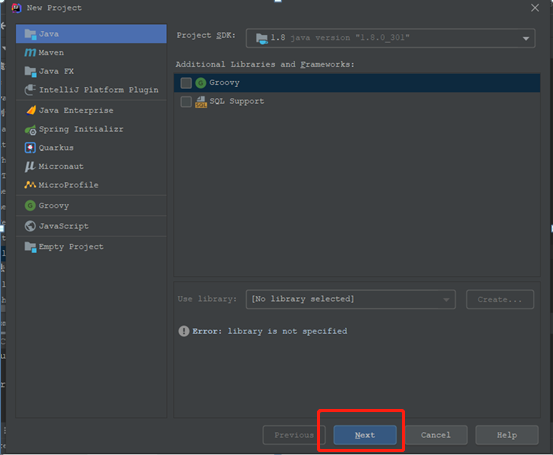 New Project
Java
Maven
Java FX
IntelliJ Platform Plugin
Java Enterprise
Spring Initializr
Quarkus
Micronaut
MicroProfile
Groovy
JavaScript
Empty Project
Project SDK: 1.8 java version "1.8.0_301"
Additional Libraries and Frameworks:
Groovy
SQL Support
Use library: [No library selected] Create...
Error: library is not specified
Previous Next Cancel Help